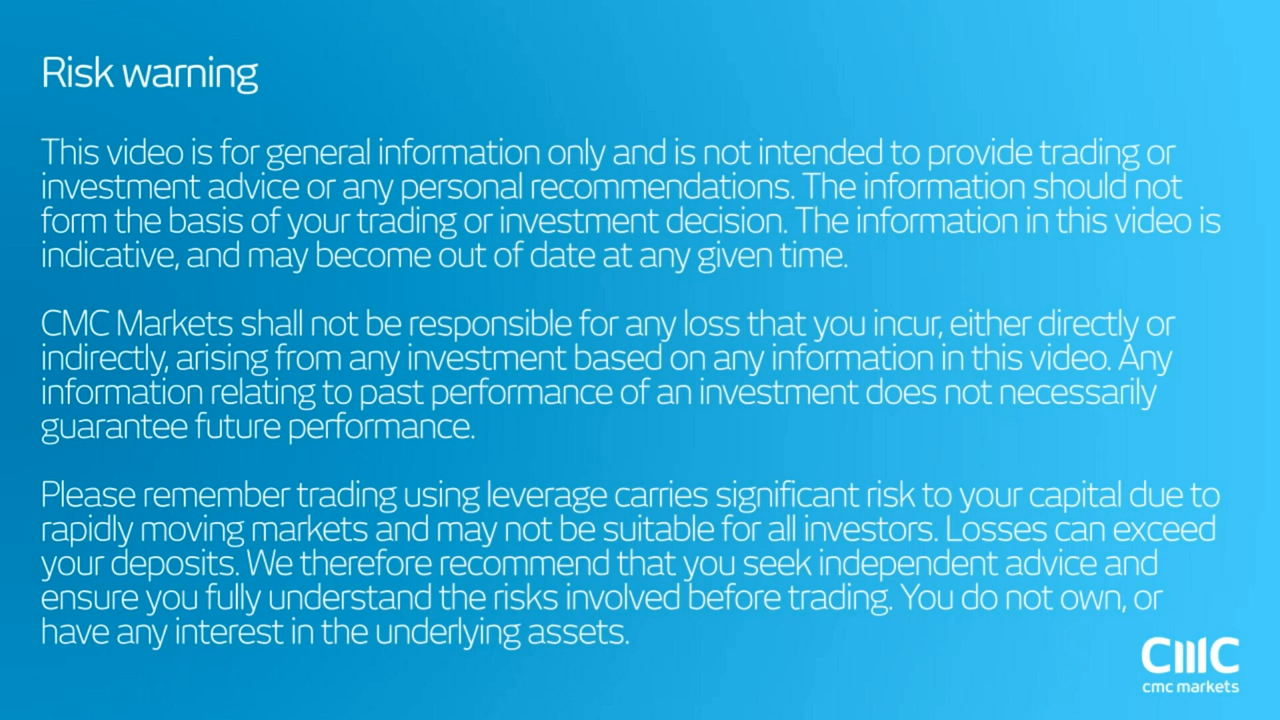 Risk warning
This video is for general information only and is not intended to provide trading or
investment advice or any personal recommendations. The information should not
form the basis of your trading or investment decision. The information in this video is
indicative, and may become out of date at any given time.
CMC Markets shall not be responsible for any loss that you incur, either directly or
indirectly, arising from any investment based on any information in this video. Any
information relating to past performance of an investment does not necessarily
guarantee future performance.
Please remember trading using leverage carries significant risk to your capital due to
rapidly moving markets and may not be suitable for all investors. Losses can exceed
your deposits. We therefore recommend that you seek independent advice and
ensure you fully understand the risks involved before trading. You do not own, or
have any interest in the underlying assets.
CMC
cmc markets